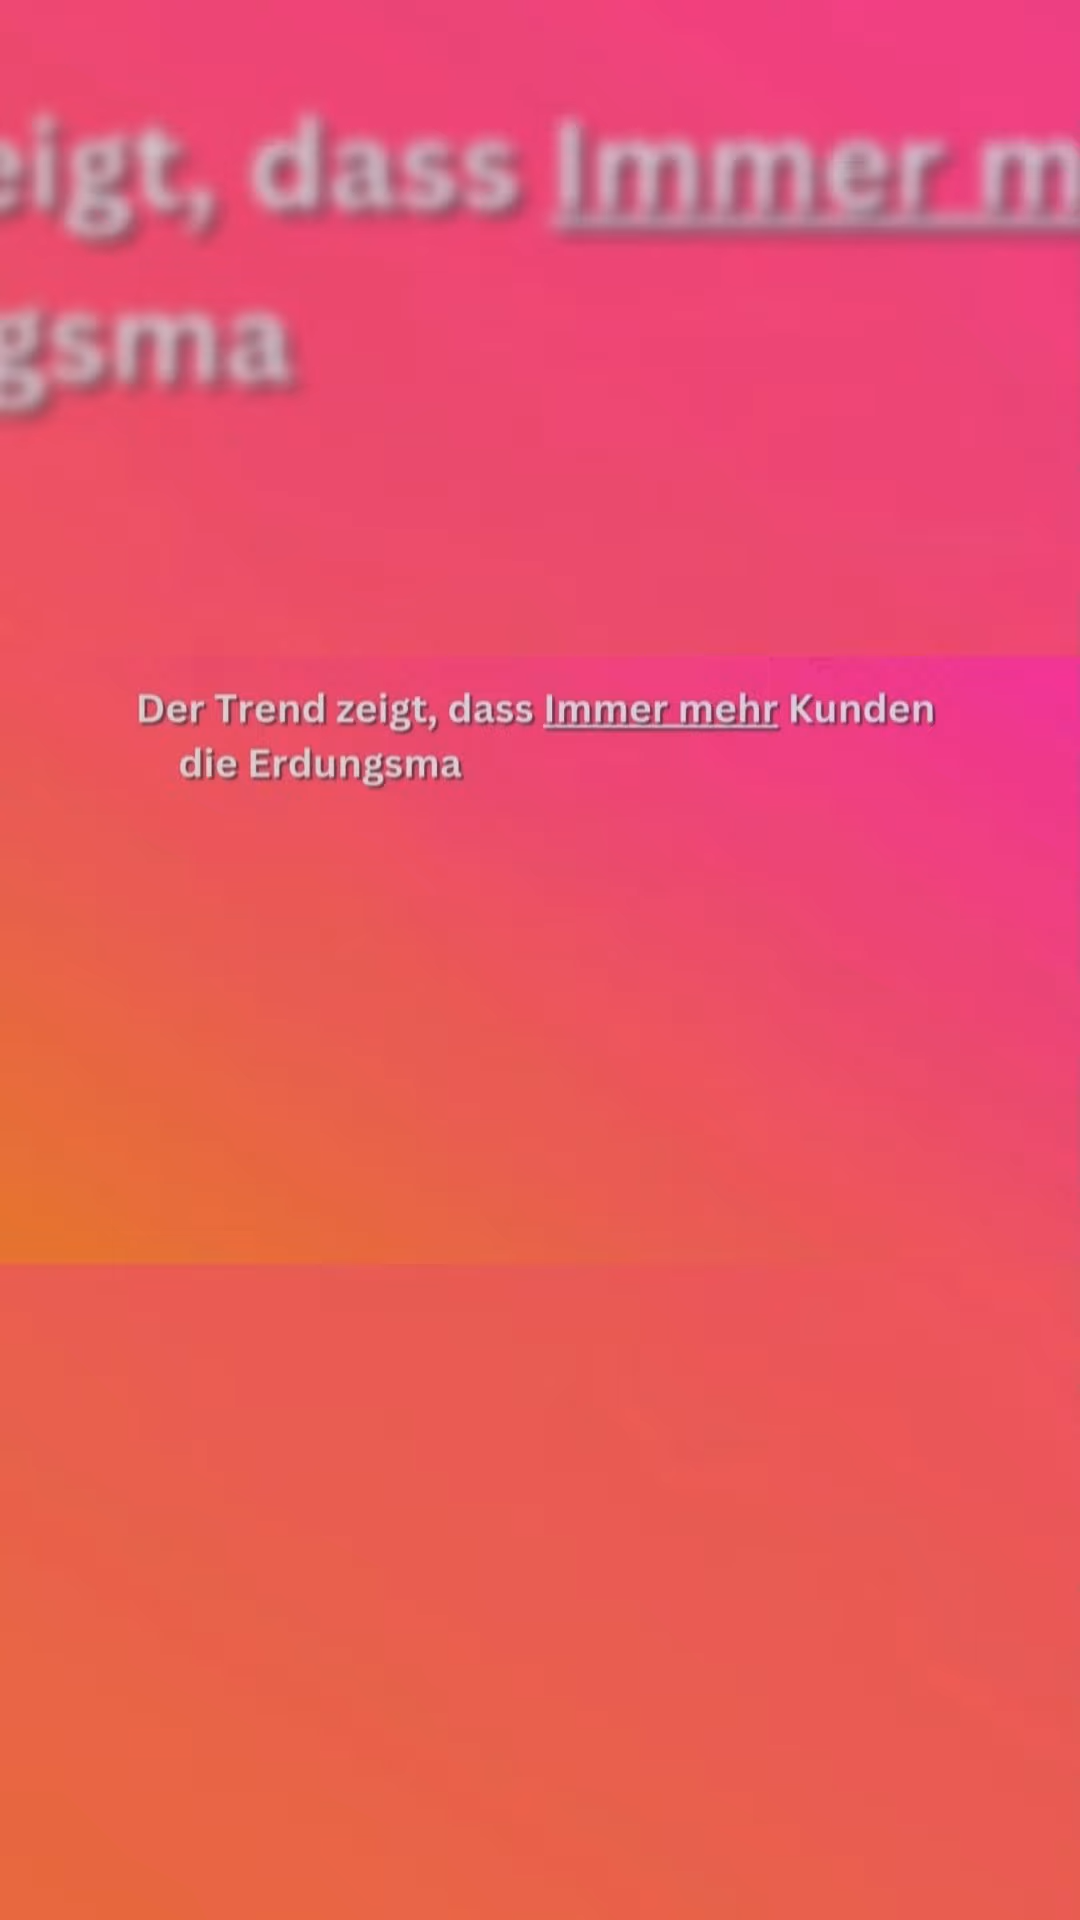 eigt, dass Immer m
gsma
Der Trend zeigt, dass Immer mehr Kunden
die Erdungsma